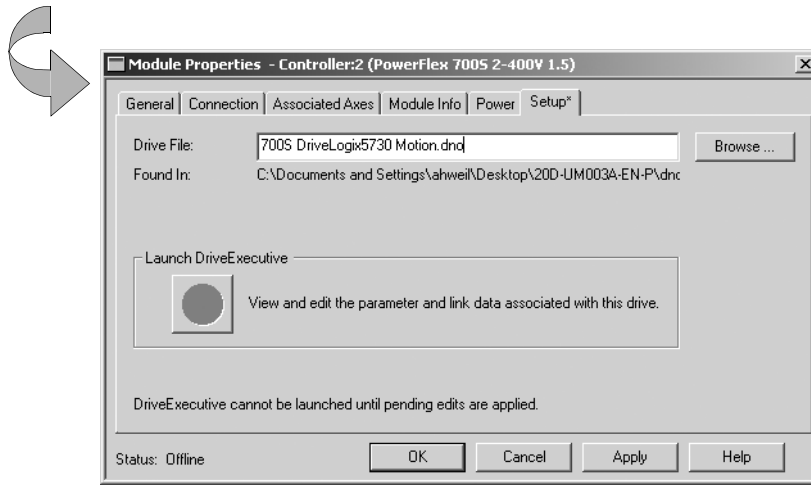 Module Properties - Controller:2 (PowerFlex 700S 2-400V 1.5)
General Connection Associated Axes Module Info Power Setup*
Drive File: 700S DriveLogix5730 Motion.dno Browse ...
Found In: C:\Documents and Settings\ahweil\Desktop\20D-UM003A-EN-P\dno
Launch DriveExecutive
View and edit the parameter and link data associated with this drive.
DriveExecutive cannot be launched until pending edits are applied.
Status: Offline OK Cancel Apply Help